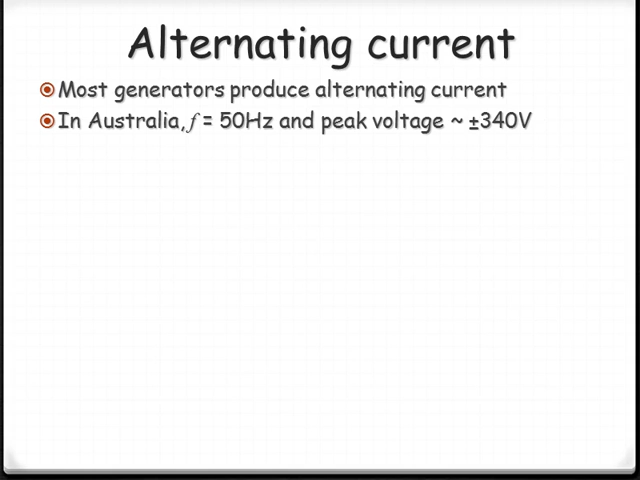 Alternating current
Most generators produce alternating current
In Australia, f = 50Hz and peak voltage ~ ±340V